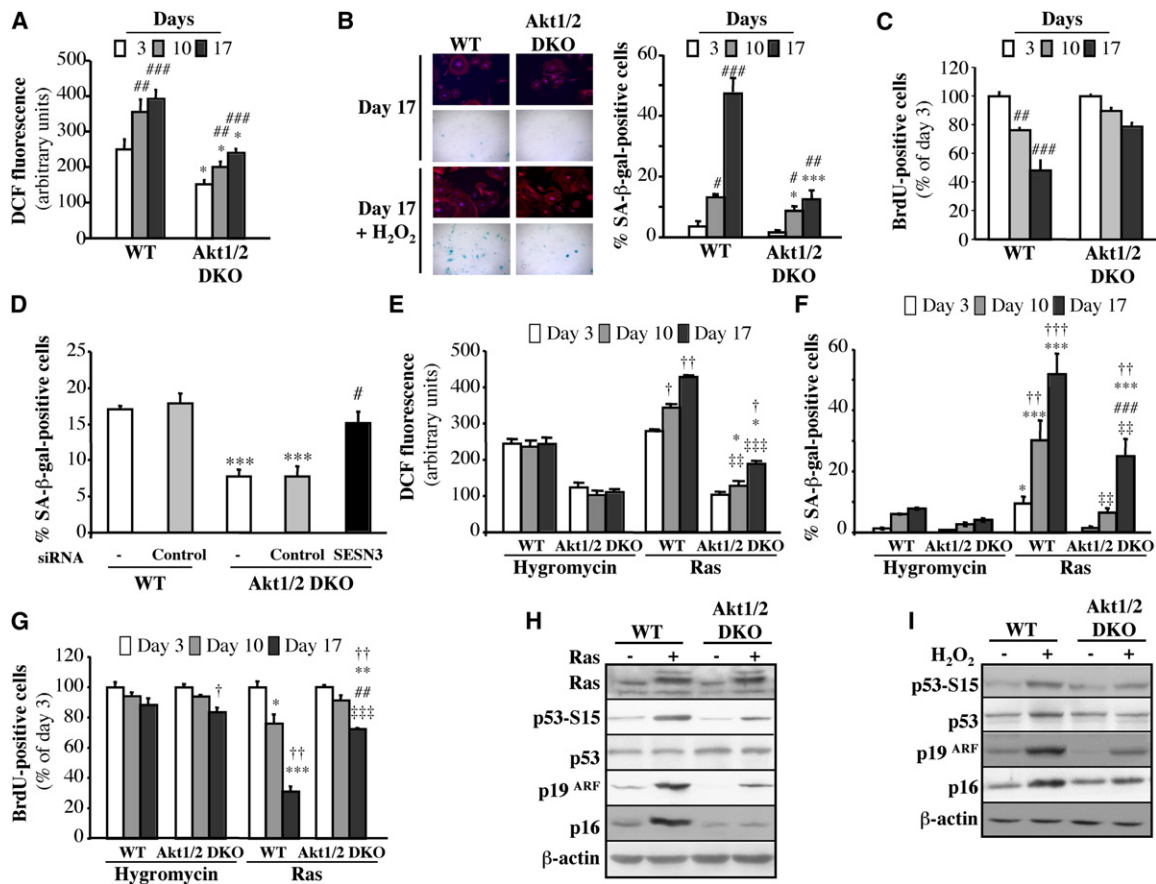 A
Days
3 10 17
DCF fluorescence
(arbitrary units)
500
400
300
200
100
0
##
###
*
##
*
###
*
WT
Akt1/2
DKO
B
WT
Akt1/2
DKO
Day 17
Day 17
+ H₂O₂
Days
3 10 17
% SA-β-gal-positive cells
60
40
20
0
#
###
#
*
##
***
WT
Akt1/2
DKO
C
Days
3 10 17
BrdU-positive cells
(% of day 3)
120
100
80
60
40
20
0
##
###
WT
Akt1/2
DKO
D
% SA-β-gal-positive cells
25
20
15
10
5
0
***
***
#
siRNA - Control - Control SESN3
WT Akt1/2 DKO
E
Day 3 Day 10 Day 17
DCF fluorescence
(arbitrary units)
500
400
300
200
100
0
†
††
*
‡‡
†
*
‡‡‡
WT Akt1/2 DKO WT Akt1/2 DKO
Hygromycin Ras
F
Day 3 Day 10 Day 17
% SA-β-gal-positive cells
60
40
20
0
*
††
***
†††
***
‡‡
††
***
###
‡‡
WT Akt1/2 DKO WT Akt1/2 DKO
Hygromycin Ras
G
Day 3 Day 10 Day 17
BrdU-positive cells
(% of day 3)
120
100
80
60
40
20
0
†
*
††
***
††
**
##
‡‡‡
WT Akt1/2 DKO WT Akt1/2 DKO
Hygromycin Ras
H
WT
Akt1/2
DKO
Ras - + - +
Ras
p53-S15
p53
p19 ARF
p16
β-actin
I
WT
Akt1/2
DKO
H₂O₂ - + - +
p53-S15
p53
p19 ARF
p16
β-actin